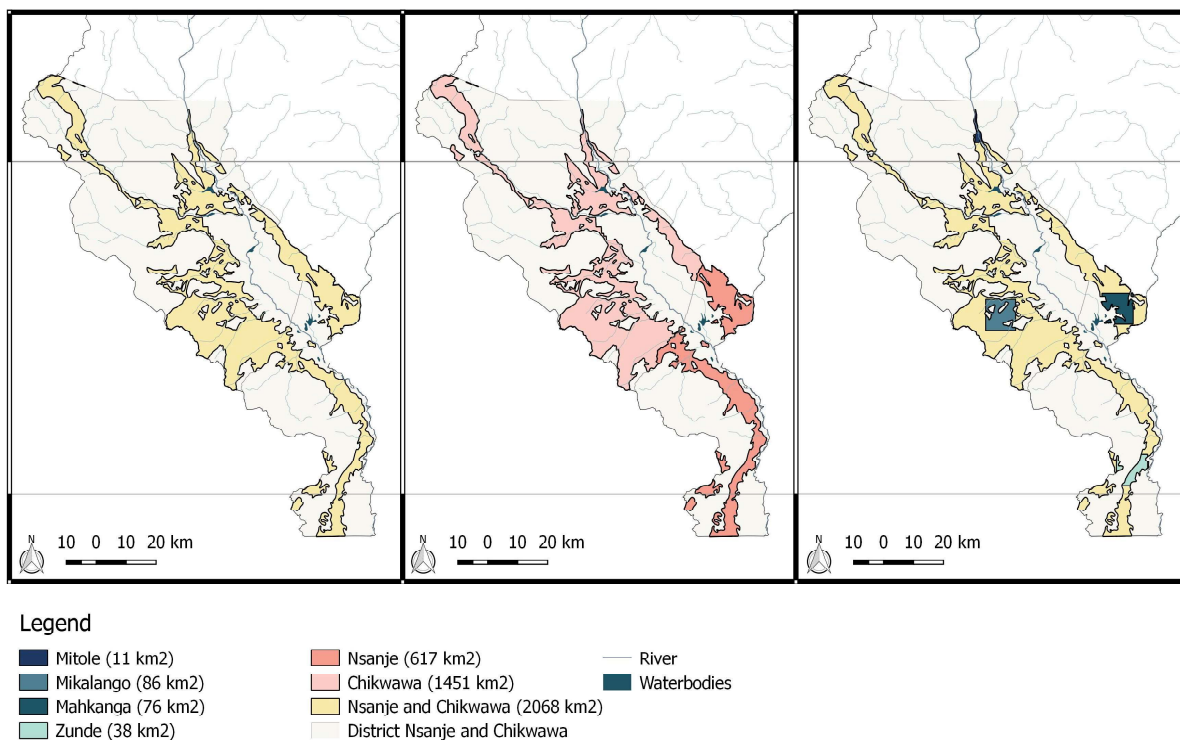 N
10 0 10 20 km
N
10 0 10 20 km
N
10 0 10 20 km
Legend
Mitole (11 km2)
Mikalango (86 km2)
Mahkanga (76 km2)
Zunde (38 km2)
Nsanje (617 km2)
Chikwawa (1451 km2)
Nsanje and Chikwawa (2068 km2)
District Nsanje and Chikwawa
River
Waterbodies